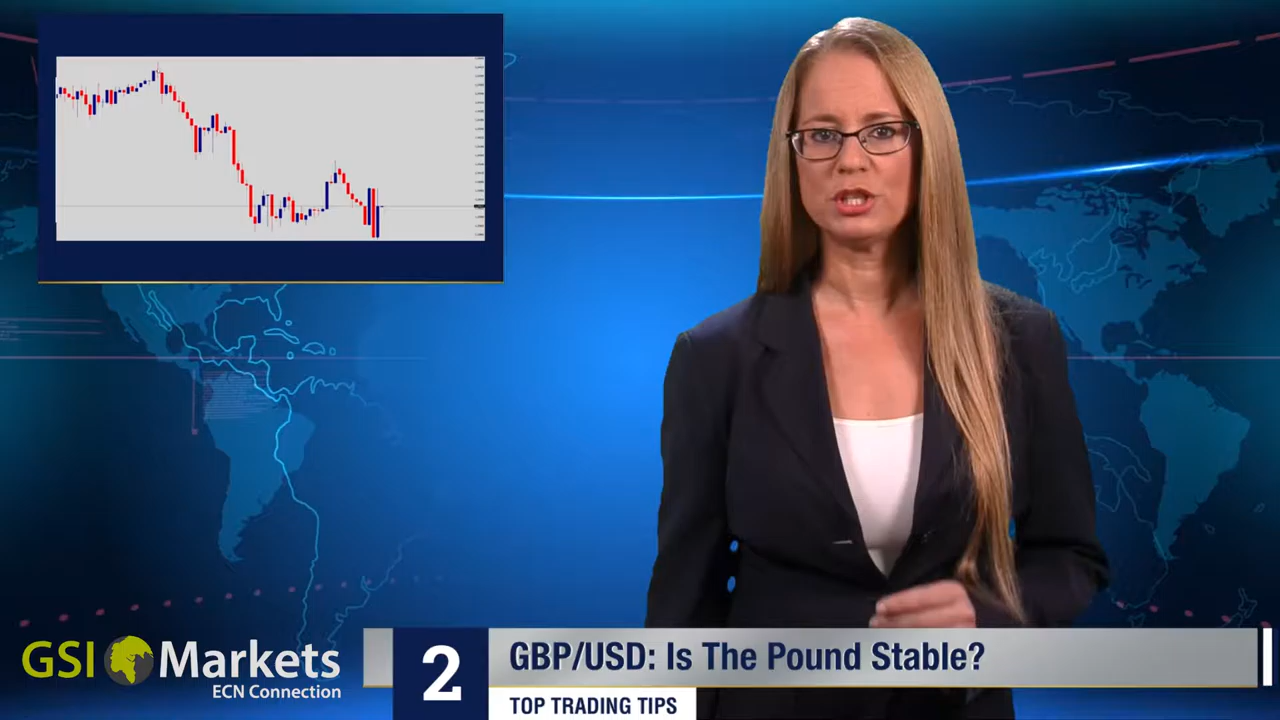 GSI Markets
ECN Connection
2
GBP/USD: Is The Pound Stable?
TOP TRADING TIPS